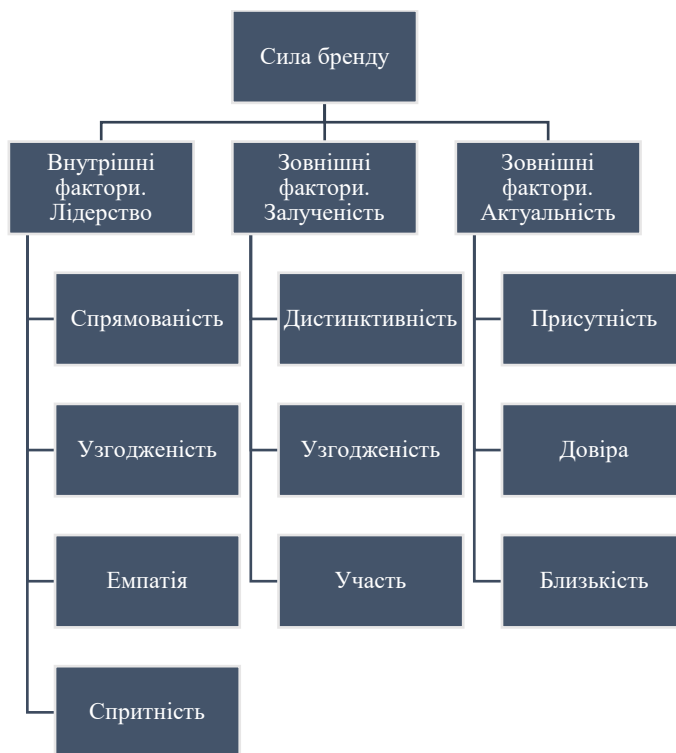 Сила бренду
Внутрішні
фактори.
Лідерство
Зовнішні
фактори.
Залученість
Зовнішні
фактори.
Актуальність
Спрямованість
Дистинктивність
Присутність
Узгодженість
Узгодженість
Довіра
Емпатія
Участь
Близькість
Спритність